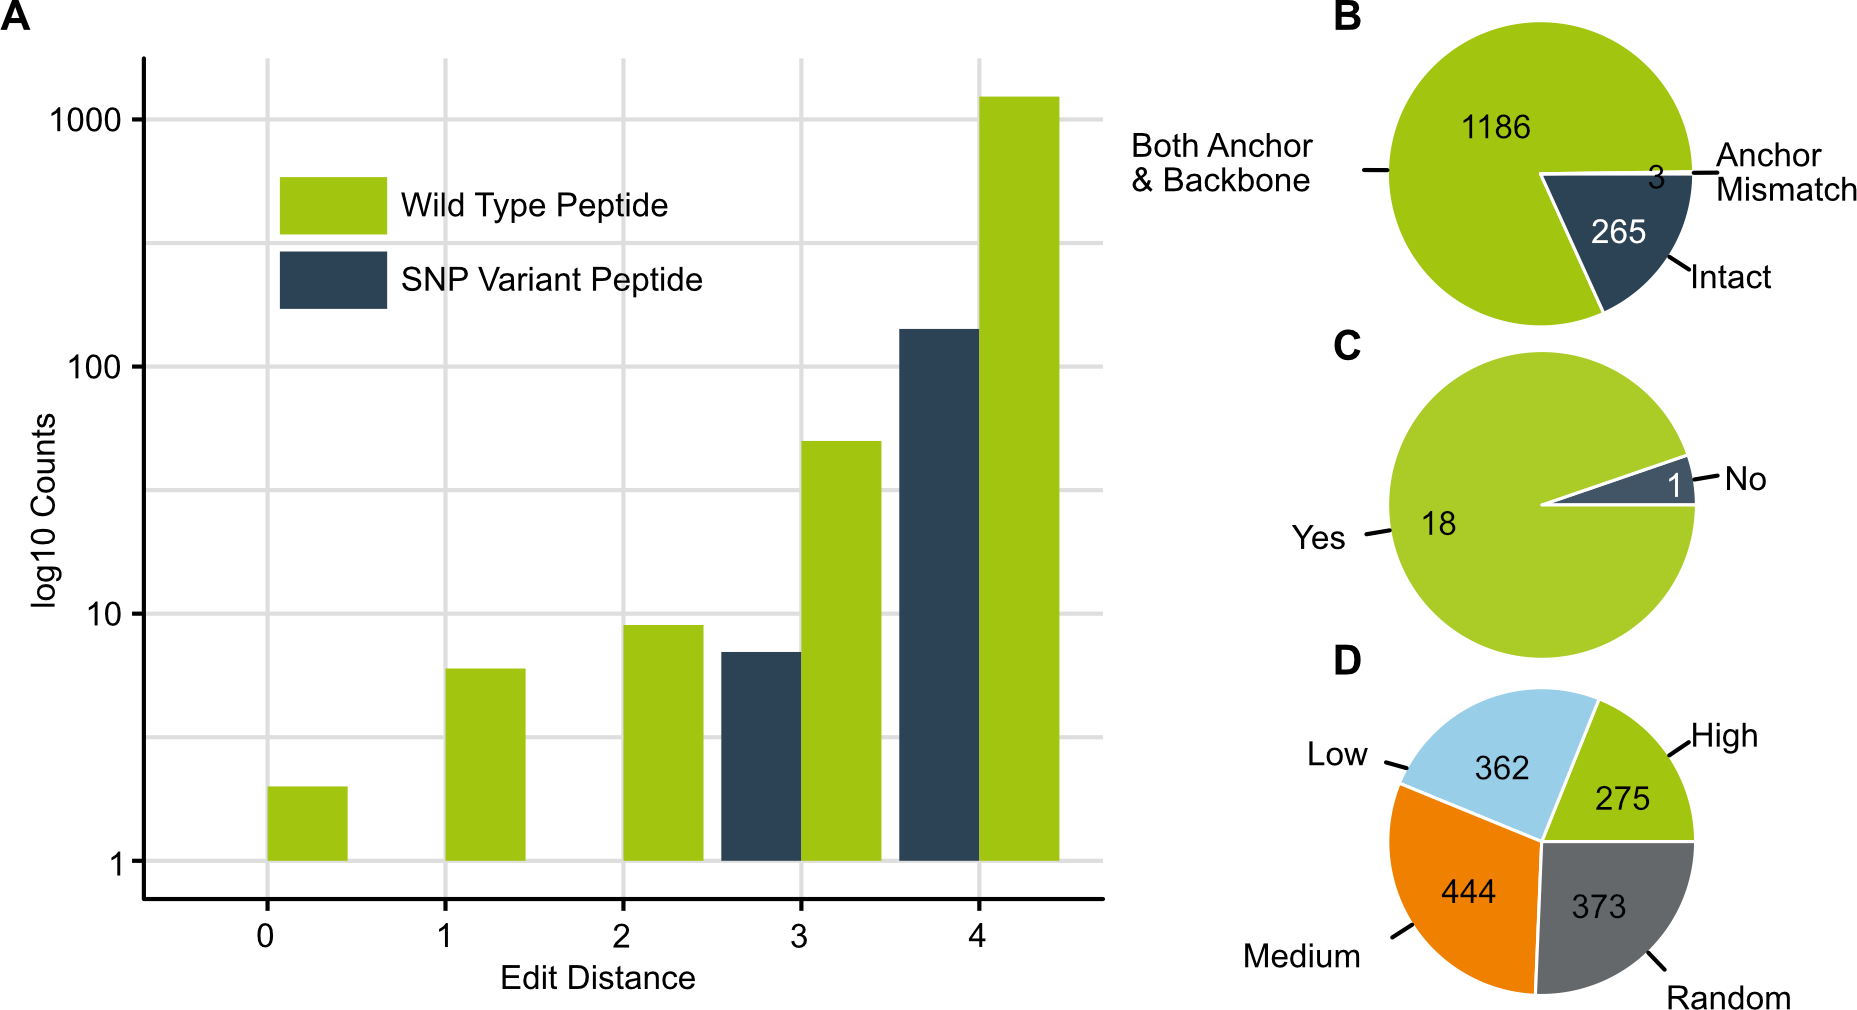 A
1000
100
10
1
log10 Counts
Wild Type Peptide
SNP Variant Peptide
0
1
2
3
4
Edit Distance
B
1186
Both Anchor
& Backbone
3
Anchor
Mismatch
265
Intact
C
1
No
18
Yes
D
High
Low
362
275
444
373
Medium
Random